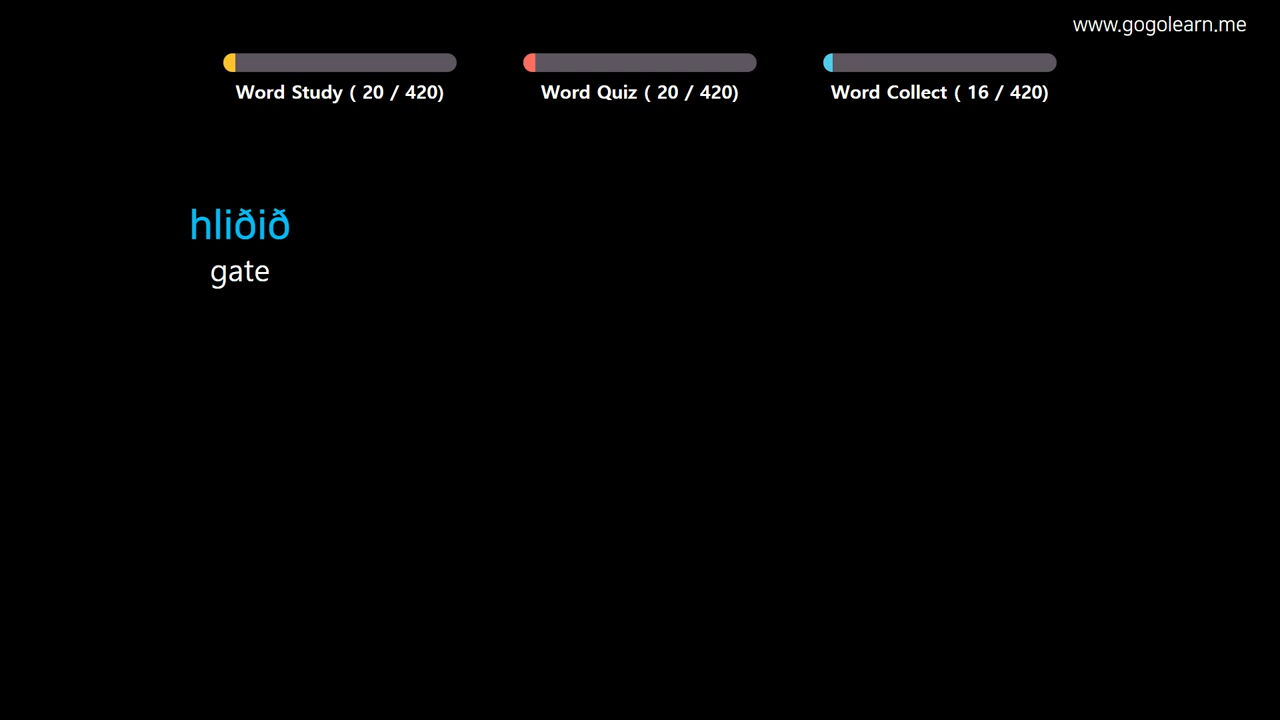 www.gogolearn.me
Word Study ( 20 / 420)
Word Quiz ( 20 / 420)
Word Collect ( 16 / 420)
hliðið
gate